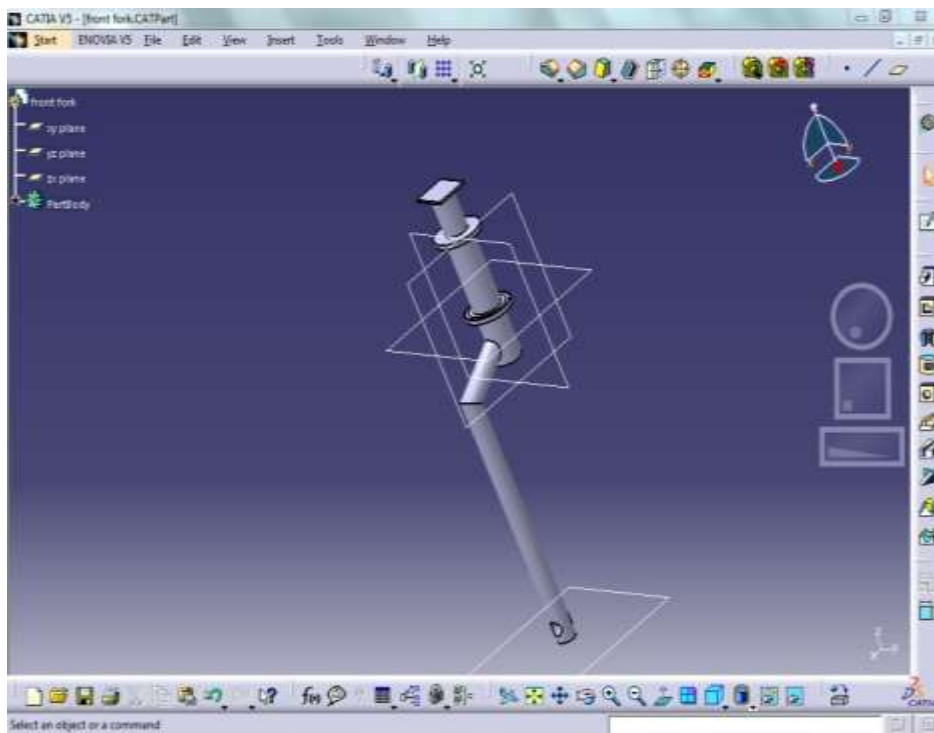 CATIA V5 - [front fork.CATPart]
Start ENOVIA V5 File Edit View Insert Tools Window Help
front fork
xy plane
yz plane
zx plane
PartBody
f(x)
CATIA
Select an object or a command